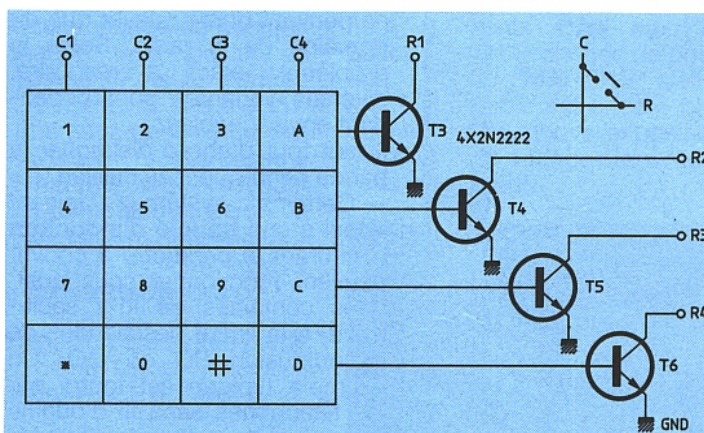 C1 C2 C3 C4 R1 C
R
1 2 3 A T3 4X2N2222
R2
4 5 6 B T4
R3
7 8 9 C T5
R4
* 0 # D T6
GND